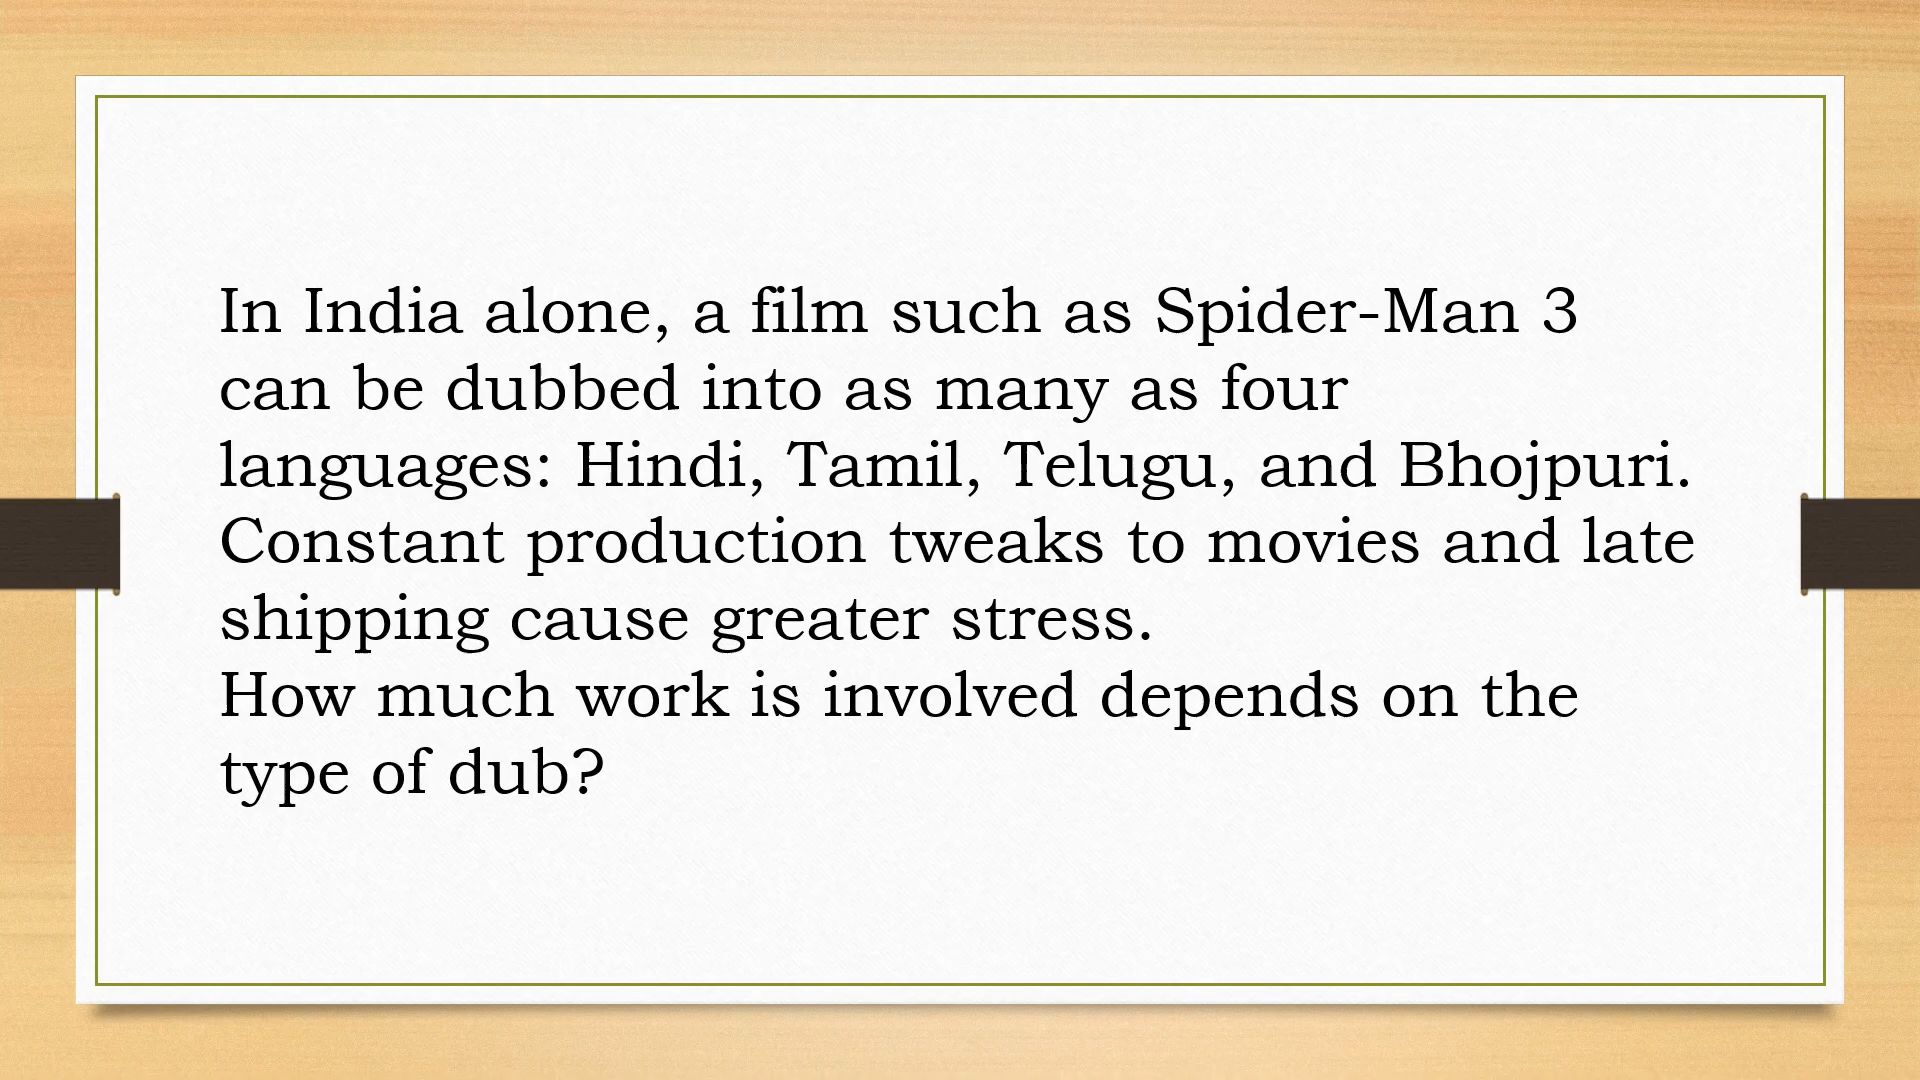 In India alone, a film such as Spider-Man 3
can be dubbed into as many as four
languages: Hindi, Tamil, Telugu, and Bhojpuri.
Constant production tweaks to movies and late
shipping cause greater stress.
How much work is involved depends on the
type of dub?